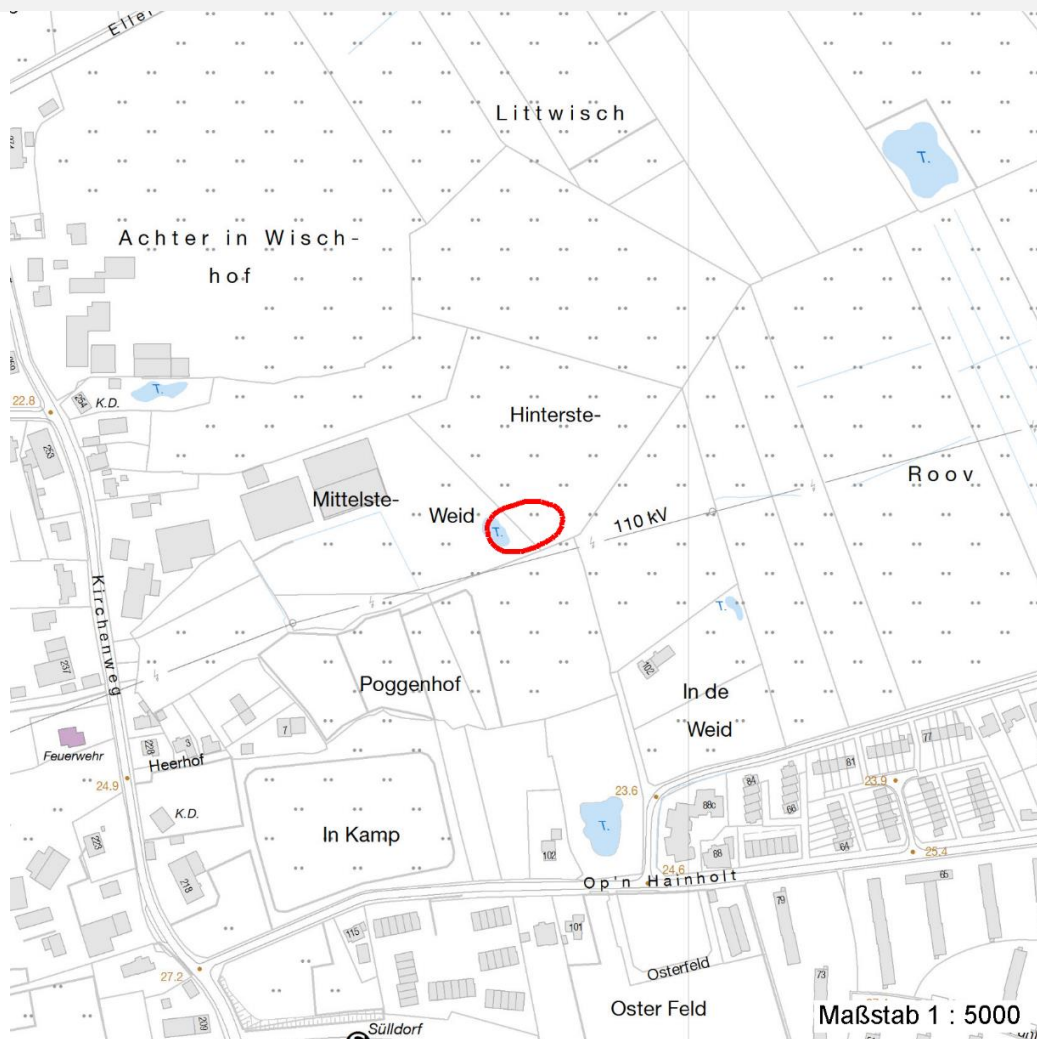 Littwisch
T.
Achter in Wisch-
hof
22.8
254
K.D.
T.
253
Hinterste-
Roov
Mittelste-
Weid
T.
110 kV
Kirchenweg
T.
102
237
Poggenhof
In de
Weid
Feuerwehr
228
3
7
Heerhof
24.9
K.D.
In Kamp
223
218
23.6
T.
102
88c
84
66
81
77
23.9
88
64
25.4
24.6
Op'n Hainholt
115
101
79
65
73
Osterfeld
Oster Feld
27.2
209
Sülldorf
Maßstab 1 : 5000